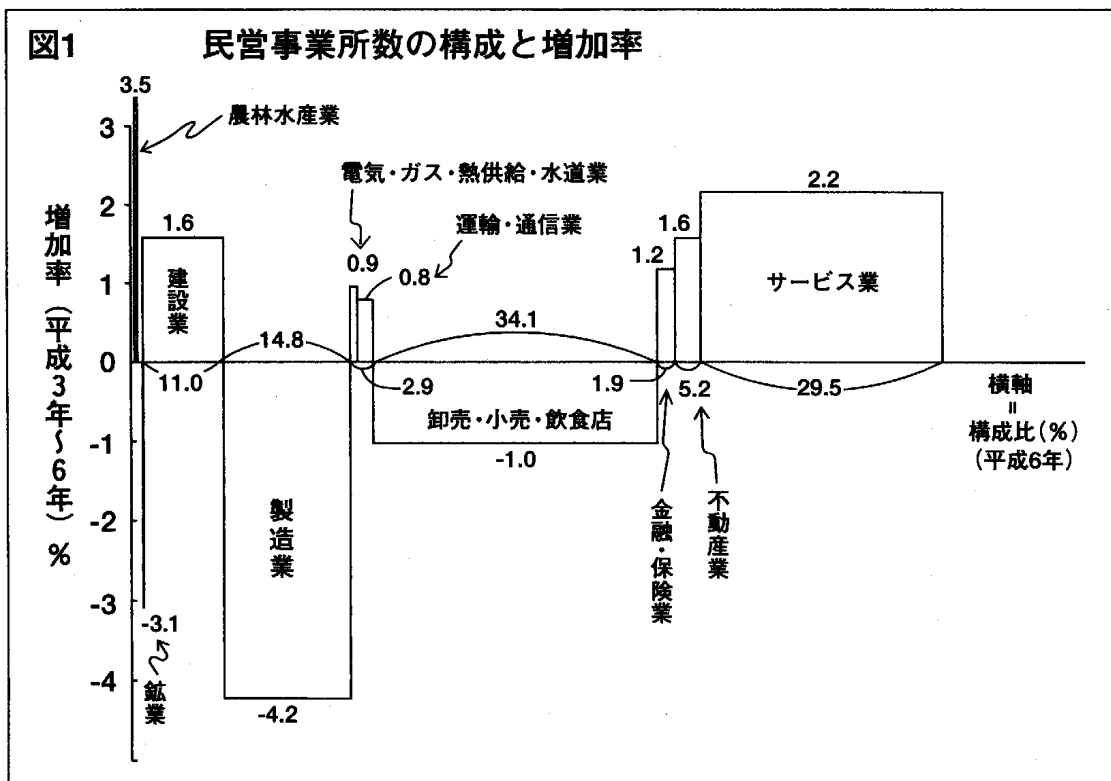 図1 民営事業所数の構成と増加率
3.5
農林水産業
3
電気・ガス・熱供給・水道業
2.2
2
1.6
運輸・通信業
1.6
0.9
1.2
0.8
サービス業
建設業
1
34.1
14.8
0
11.0
2.9
1.9
5.2
29.5
横軸
=
構成比(%)
(平成6年)
卸売・小売・飲食店
-1
-1.0
増加率(平成3年~6年)%
製造業
金融・保険業
不動産業
-2
-3
-3.1
鉱業
-4
-4.2